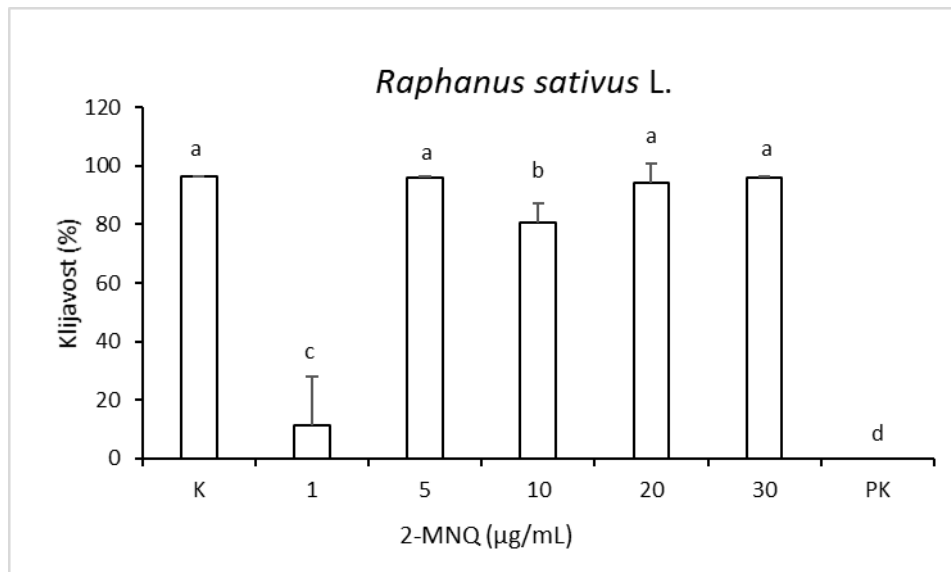 Raphanus sativus L.
120
100
80
60
40
20
0
Klijavost (%)
a
c
a
b
a
a
d
K 1 5 10 20 30 PK
2-MNQ (µg/mL)